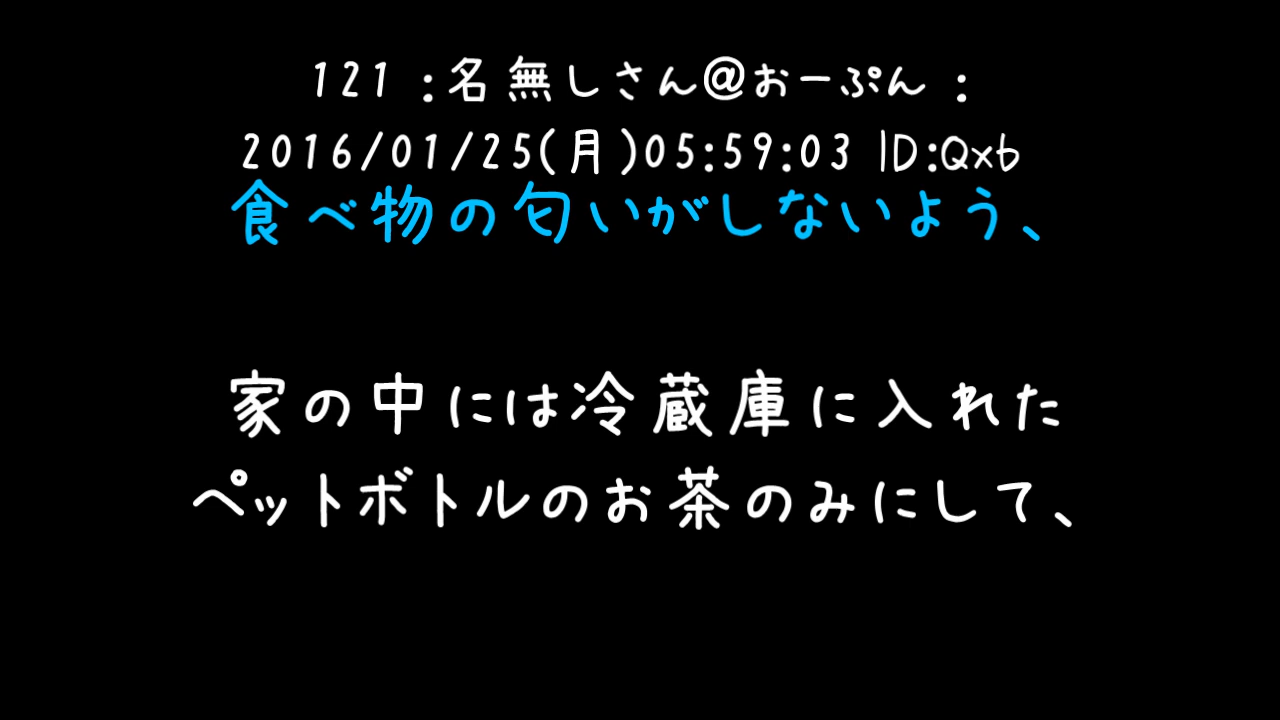 121 :名無しさん@おーぷん :
2016/01/25(月)05:59:03 ID:Qxb
食べ物の匂いがしないよう、
家の中には冷蔵庫に入れた
ペットボトルのお茶のみにして、